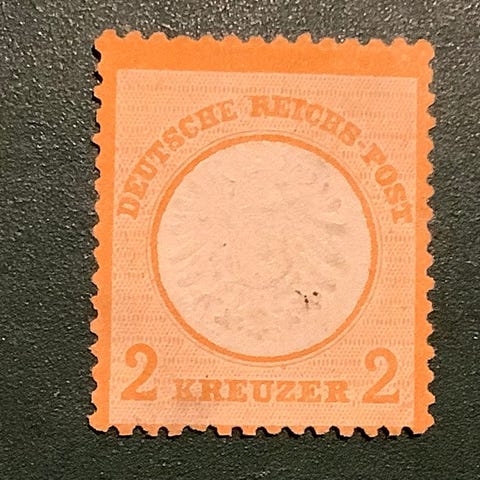 DEUTSCHE REICHS-POST
2 KREUZER 2